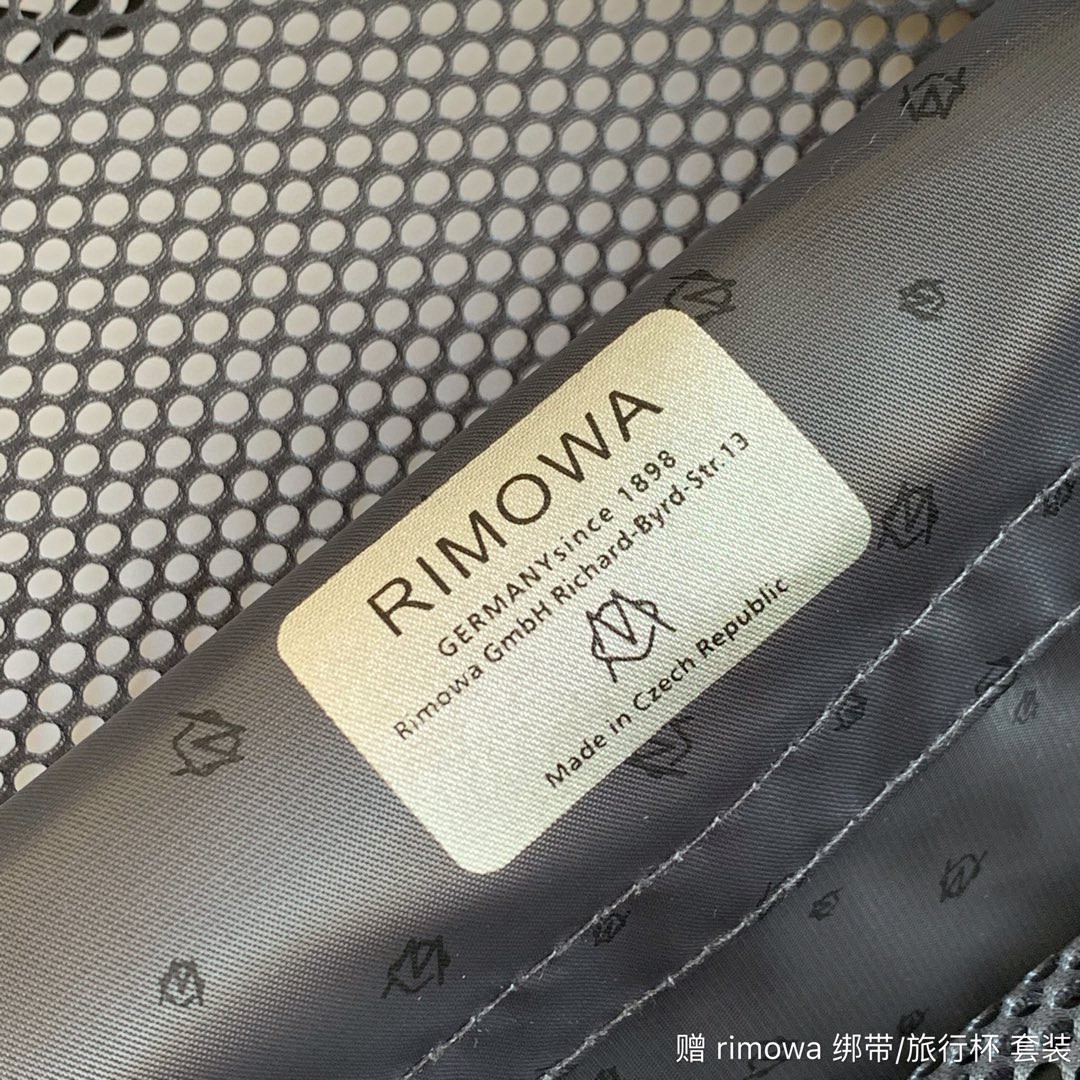 RIMOWA
GERMANYsince 1898
Rimowa GmbH Richard-Byrd-Str.13
Made in Czech Republic
赠 rimowa 绑带/旅行杯 套装